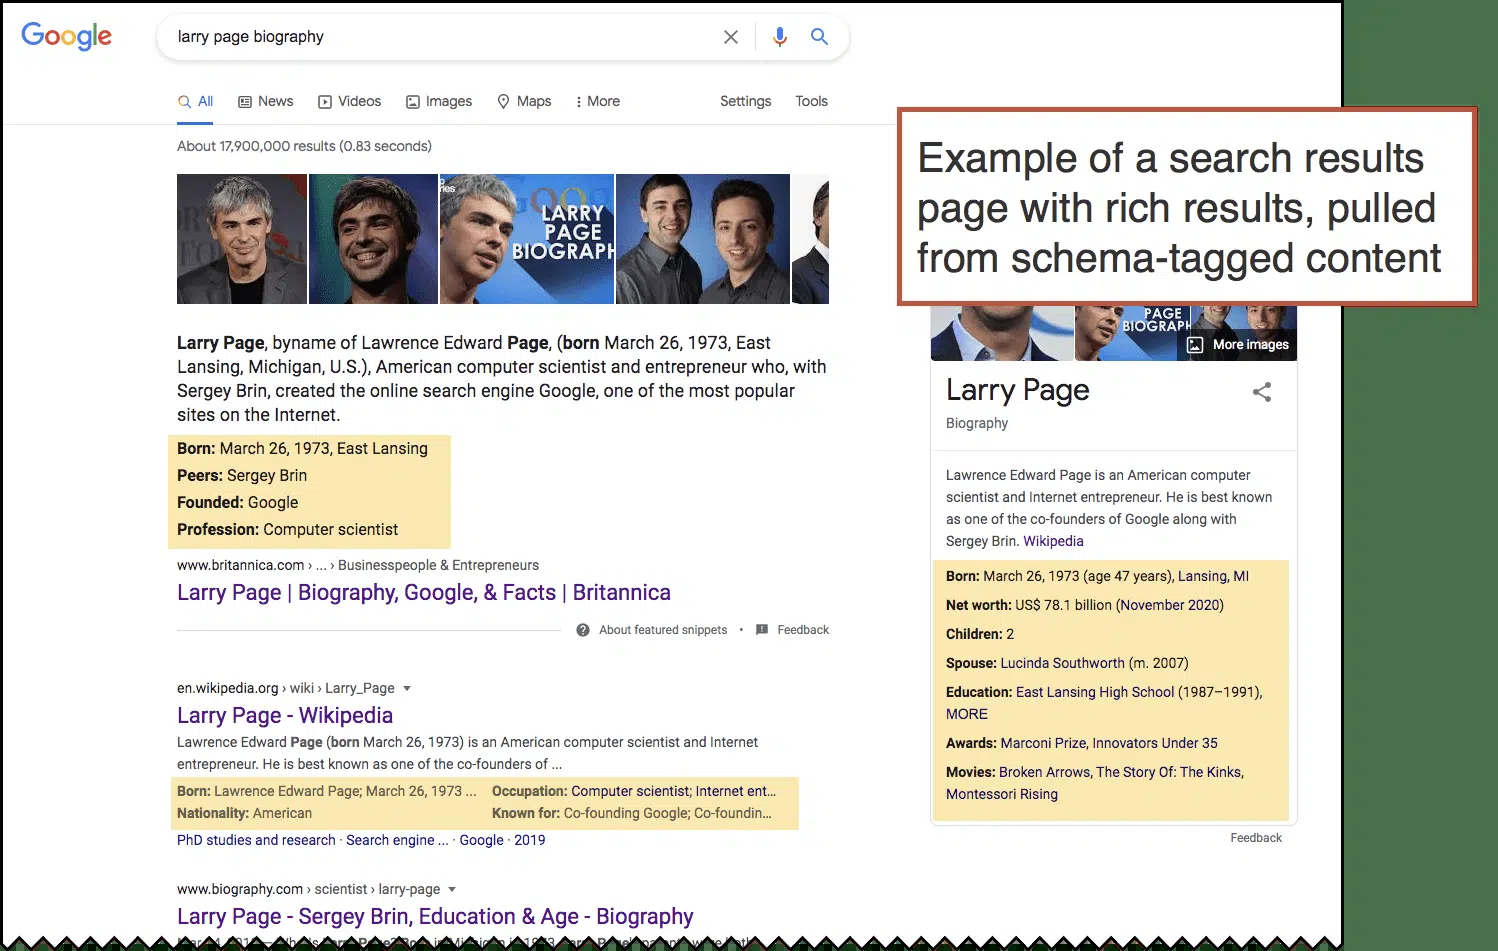 Google
larry page biography
All
News
Videos
Images
Maps
More
Settings
Tools
About 17,900,000 results (0.83 seconds)
LARRY
PAGE
BIOGRAPH
Example of a search results
page with rich results, pulled
from schema-tagged content
PAGE
BIOGRAPH
More images
Larry Page, byname of Lawrence Edward Page, (born March 26, 1973, East
Lansing, Michigan, U.S.), American computer scientist and entrepreneur who, with
Sergey Brin, created the online search engine Google, one of the most popular
sites on the Internet.
Born: March 26, 1973, East Lansing
Peers: Sergey Brin
Founded: Google
Profession: Computer scientist
www.britannica.com › ... › Businesspeople & Entrepreneurs
Larry Page | Biography, Google, & Facts | Britannica
About featured snippets • Feedback
en.wikipedia.org › wiki › Larry_Page
Larry Page - Wikipedia
Lawrence Edward Page (born March 26, 1973) is an American computer scientist and Internet
entrepreneur. He is best known as one of the co-founders of ...
Born: Lawrence Edward Page; March 26, 1973 ...
Occupation: Computer scientist; Internet ent...
Nationality: American
Known for: Co-founding Google; Co-foundin...
PhD studies and research · Search engine ... · Google · 2019
www.biography.com › scientist › larry-page
Larry Page - Sergey Brin, Education & Age - Biography
Larry Page
Biography
Lawrence Edward Page is an American computer
scientist and Internet entrepreneur. He is best known
as one of the co-founders of Google along with
Sergey Brin. Wikipedia
Born: March 26, 1973 (age 47 years), Lansing, MI
Net worth: US$ 78.1 billion (November 2020)
Children: 2
Spouse: Lucinda Southworth (m. 2007)
Education: East Lansing High School (1987–1991),
MORE
Awards: Marconi Prize, Innovators Under 35
Movies: Broken Arrows, The Story Of: The Kinks,
Montessori Rising
Feedback